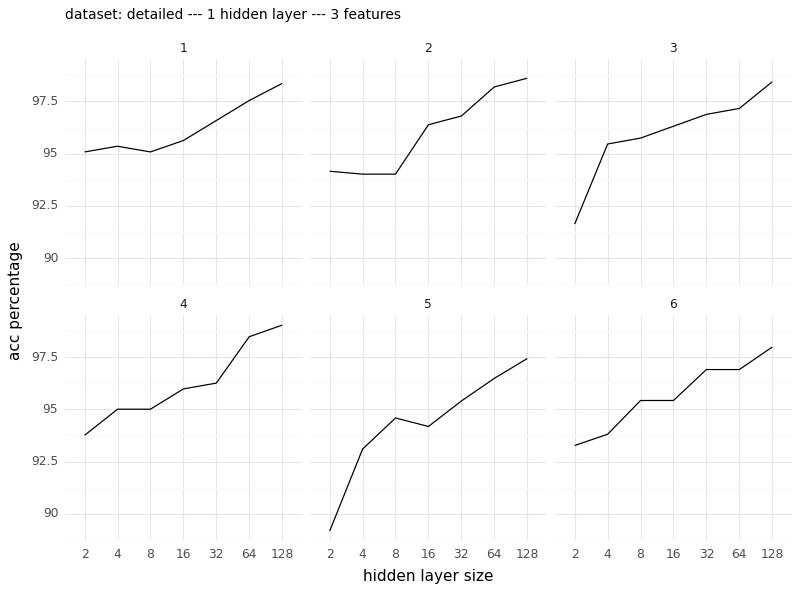 dataset: detailed --- 1 hidden layer --- 3 features
1 2 3
97.5
95
92.5
90
acc percentage
4 5 6
97.5
95
92.5
90
2 4 8 16 32 64 128 2 4 8 16 32 64 128 2 4 8 16 32 64 128
hidden layer size